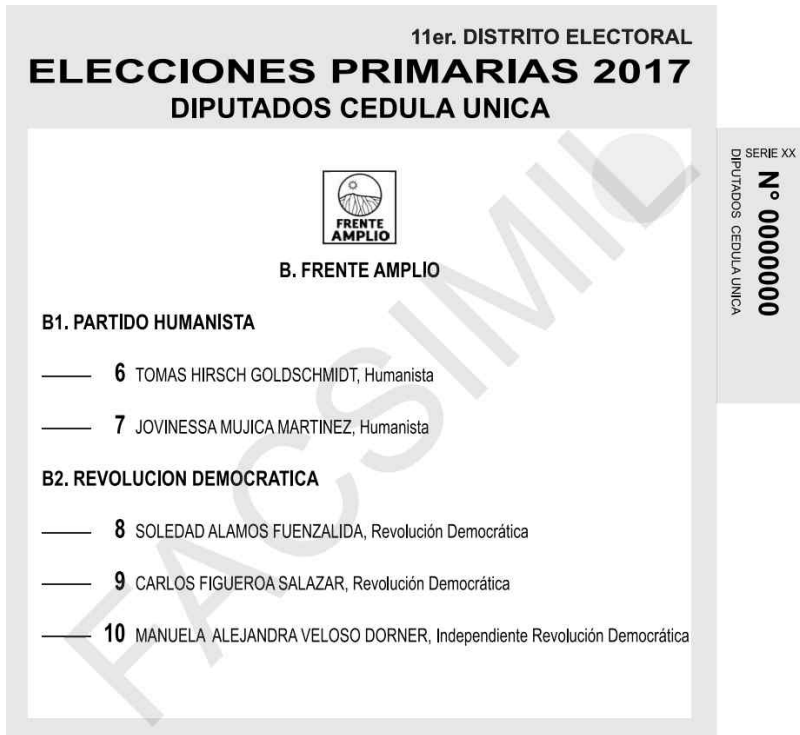 11er. DISTRITO ELECTORAL
ELECCIONES PRIMARIAS 2017
DIPUTADOS CEDULA UNICA
FRENTE
AMPLIO
B. FRENTE AMPLIO
B1. PARTIDO HUMANISTA
6 TOMAS HIRSCH GOLDSCHMIDT, Humanista
7 JOVINESSA MUJICA MARTINEZ, Humanista
B2. REVOLUCION DEMOCRATICA
8 SOLEDAD ALAMOS FUENZALIDA, Revolución Democrática
9 CARLOS FIGUEROA SALAZAR, Revolución Democrática
10 MANUELA ALEJANDRA VELOSO DORNER, Independiente Revolución Democrática
FACSIMIL
SERIE XX
N° 0000000
DIPUTADOS CEDULA UNICA